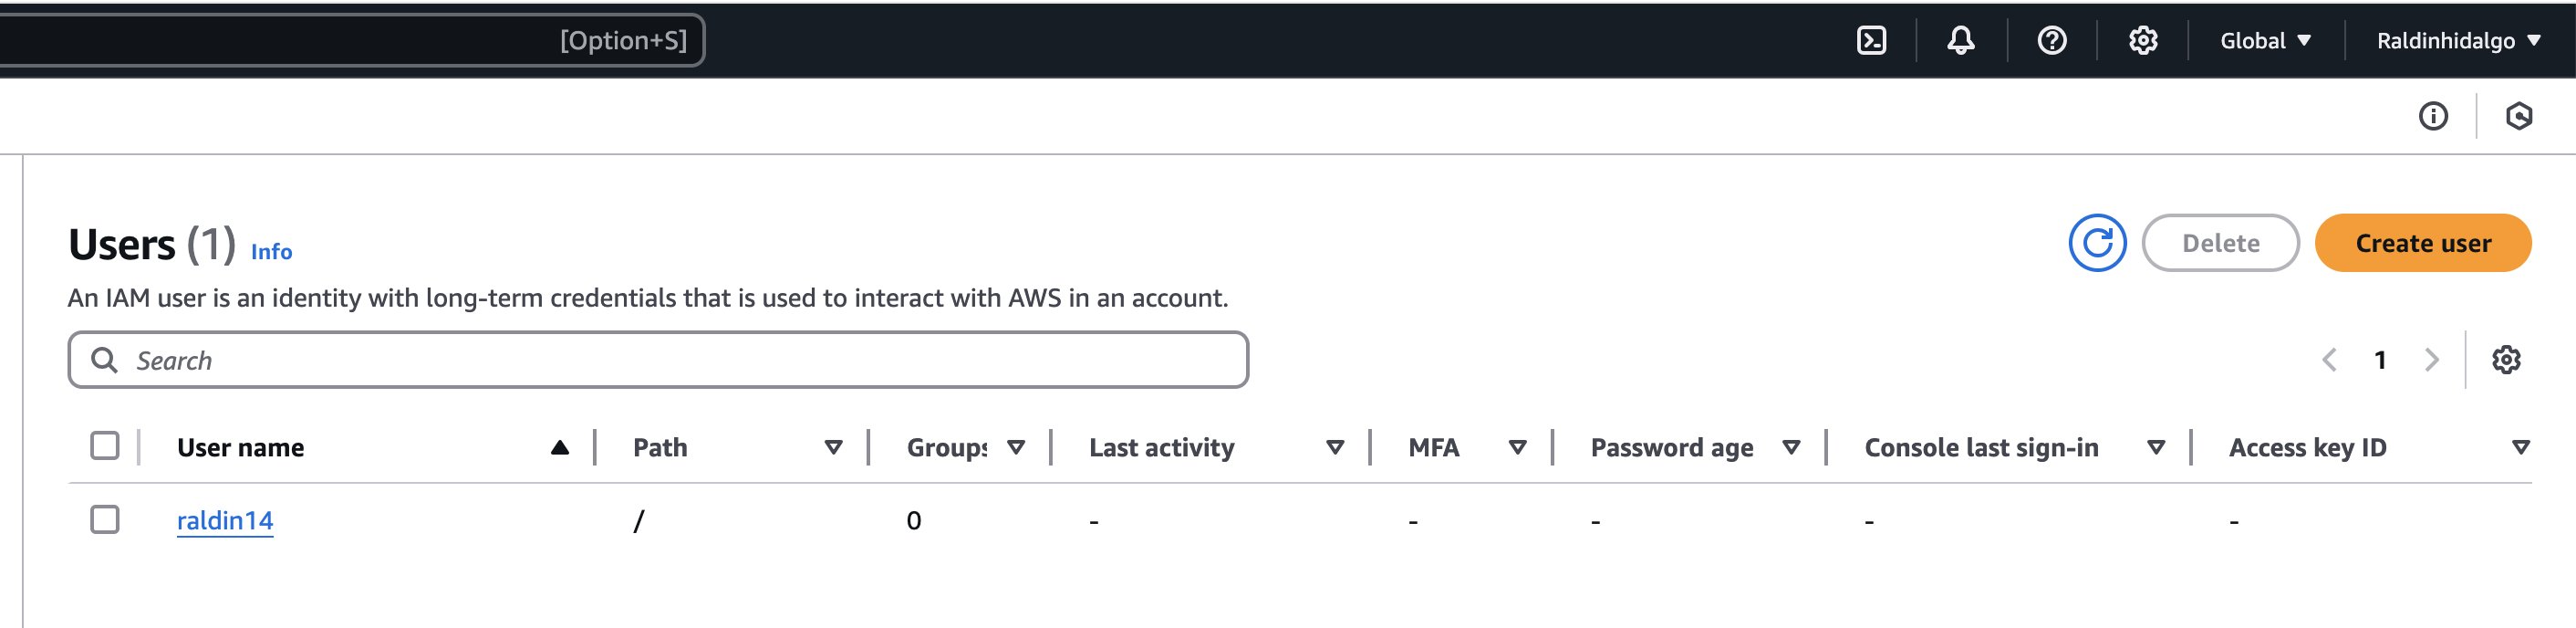 [Option+S] Global Raldinhidalgo
Users (1) Info Delete Create user
An IAM user is an identity with long-term credentials that is used to interact with AWS in an account.
Search 1
User name Path Groups Last activity MFA Password age Console last sign-in Access key ID
raldin14 / 0 - - - - -